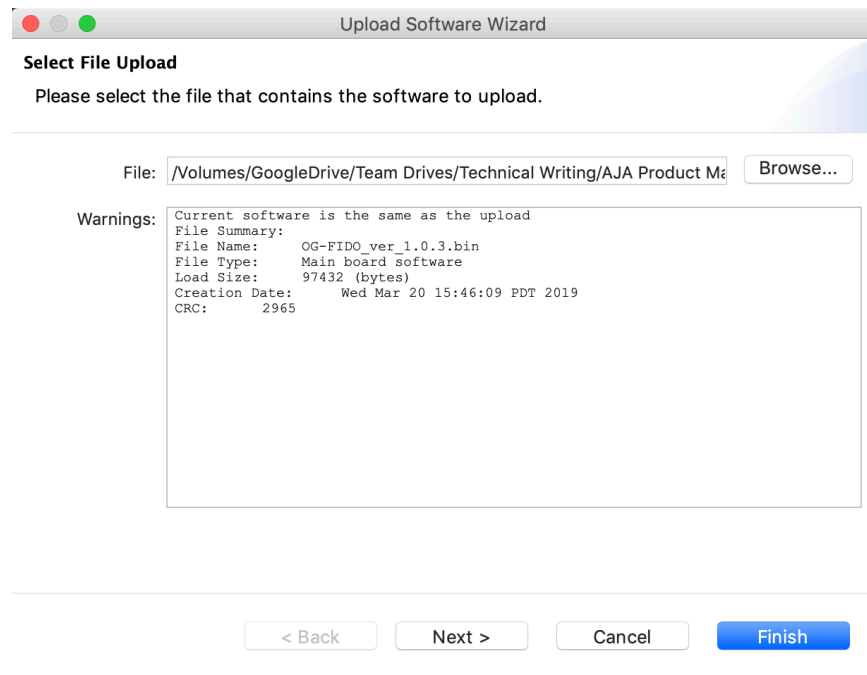 Upload Software Wizard
Select File Upload
Please select the file that contains the software to upload.
File: /Volumes/GoogleDrive/Team Drives/Technical Writing/AJA Product Ma Browse...
Warnings: Current software is the same as the upload
File Summary:
File Name: OG-FIDO_ver_1.0.3.bin
File Type: Main board software
Load Size: 97432 (bytes)
Creation Date: Wed Mar 20 15:46:09 PDT 2019
CRC: 2965
< Back Next > Cancel Finish